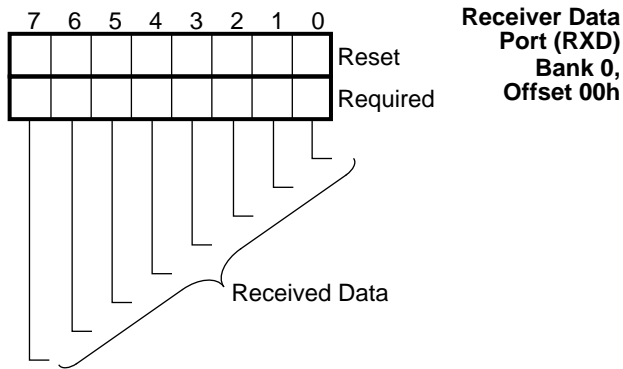 7 6 5 4 3 2 1 0
Reset
Required
Receiver Data
Port (RXD)
Bank 0,
Offset 00h
Received Data